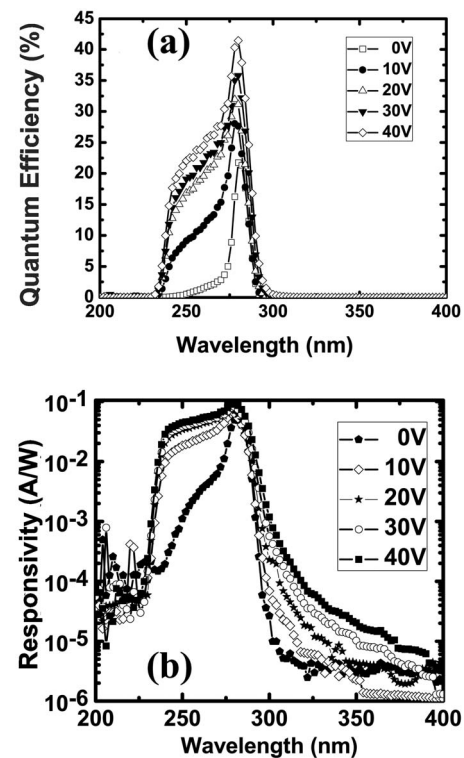 (a)
0V
10V
20V
30V
40V
45
40
35
30
25
20
15
10
5
0
Quantum Efficiency (%)
200 250 300 350 400
Wavelength (nm)
10-1
10-2
10-3
10-4
10-5
10-6
Responsivity (A/W)
0V
10V
20V
30V
40V
(b)
200 250 300 350 400
Wavelength (nm)